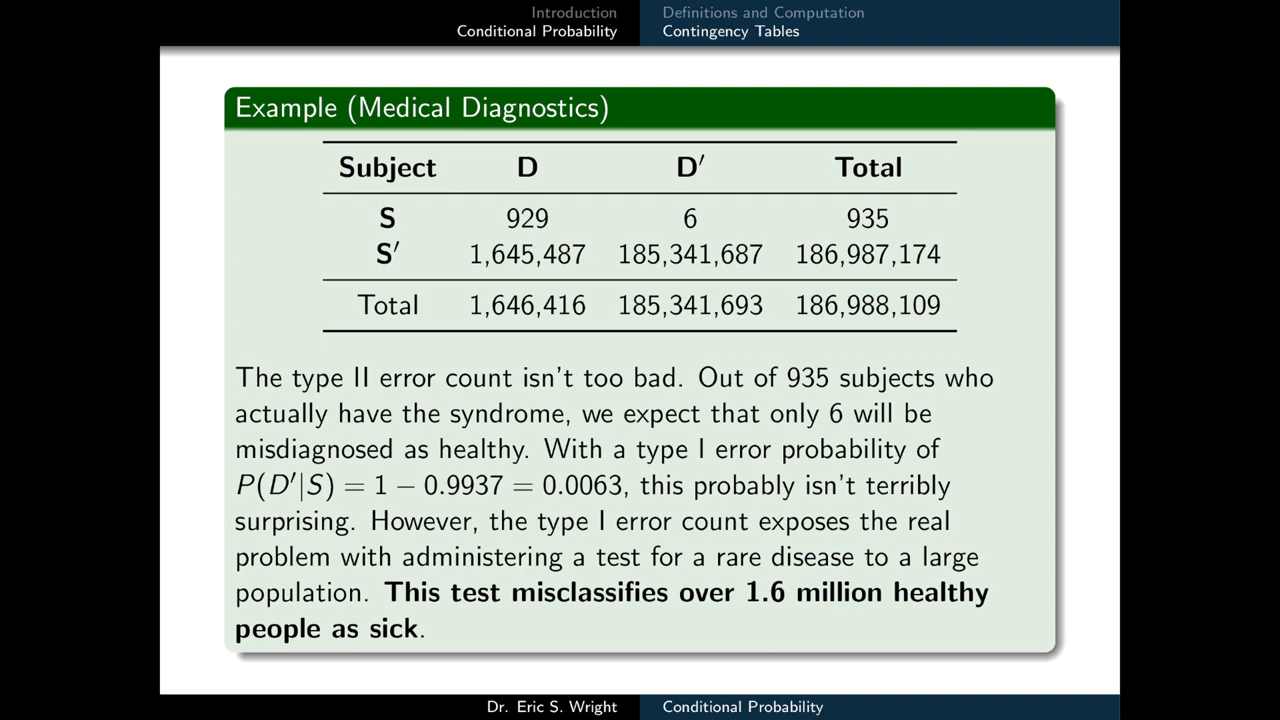 Introduction
Conditional Probability
Definitions and Computation
Contingency Tables
Example (Medical Diagnostics)
Subject D D′ Total
S 929 6 935
S′ 1,645,487 185,341,687 186,987,174
Total 1,646,416 185,341,693 186,988,109
The type II error count isn't too bad. Out of 935 subjects who
actually have the syndrome, we expect that only 6 will be
misdiagnosed as healthy. With a type I error probability of
P(D′|S) = 1 − 0.9937 = 0.0063, this probably isn't terribly
surprising. However, the type I error count exposes the real
problem with administering a test for a rare disease to a large
population. This test misclassifies over 1.6 million healthy
people as sick.
Dr. Eric S. Wright
Conditional Probability